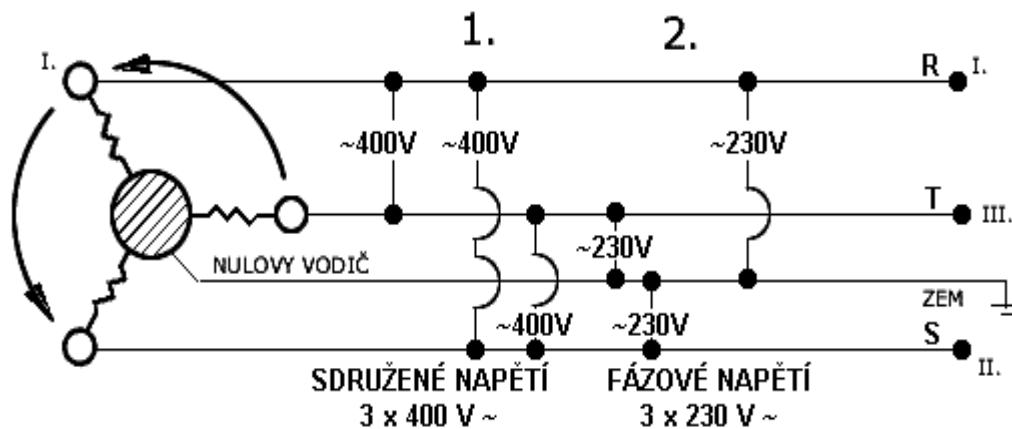 1. 2.
I. R I.
~400V ~400V ~230V
T III.
~230V
NULOVY VODIČ
ZEM
~400V ~230V
S
II.
SDRUŽENÉ NAPĚTÍ FÁZOVÉ NAPĚTÍ
3 x 400 V ~ 3 x 230 V ~